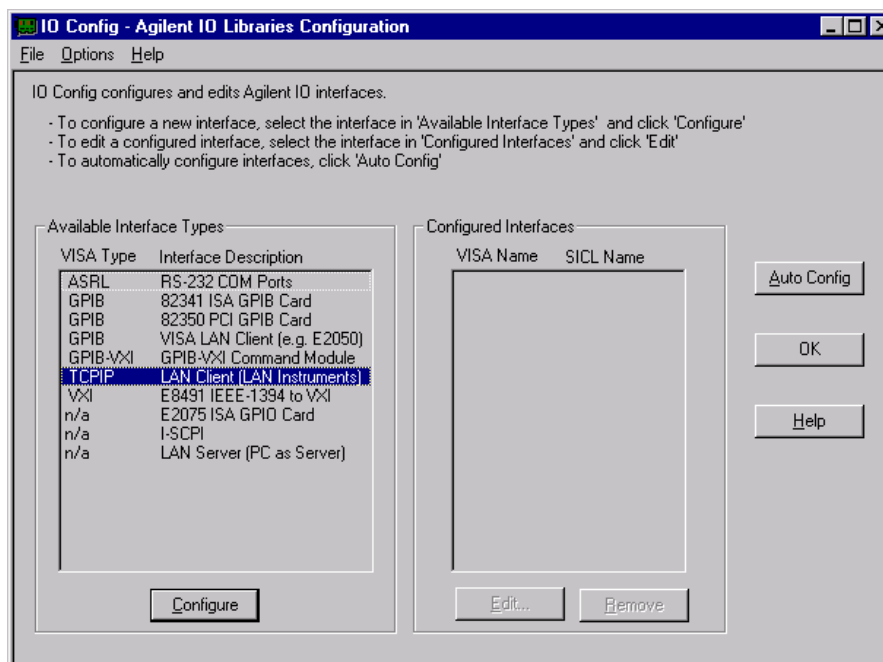 IO Config - Agilent IO Libraries Configuration
File Options Help
IO Config configures and edits Agilent IO interfaces.
- To configure a new interface, select the interface in 'Available Interface Types' and click 'Configure'
- To edit a configured interface, select the interface in 'Configured Interfaces' and click 'Edit'
- To automatically configure interfaces, click 'Auto Config'
Available Interface Types
VISA Type Interface Description
ASRL RS-232 COM Ports
GPIB 82341 ISA GPIB Card
GPIB 82350 PCI GPIB Card
GPIB VISA LAN Client (e.g. E2050)
GPIB-VXI GPIB-VXI Command Module
TCPIP LAN Client (LAN Instruments)
VXI E8491 IEEE-1394 to VXI
n/a E2075 ISA GPIO Card
n/a I-SCPI
n/a LAN Server (PC as Server)
Configure
Configured Interfaces
VISA Name SICL Name
Edit... Remove
Auto Config
OK
Help